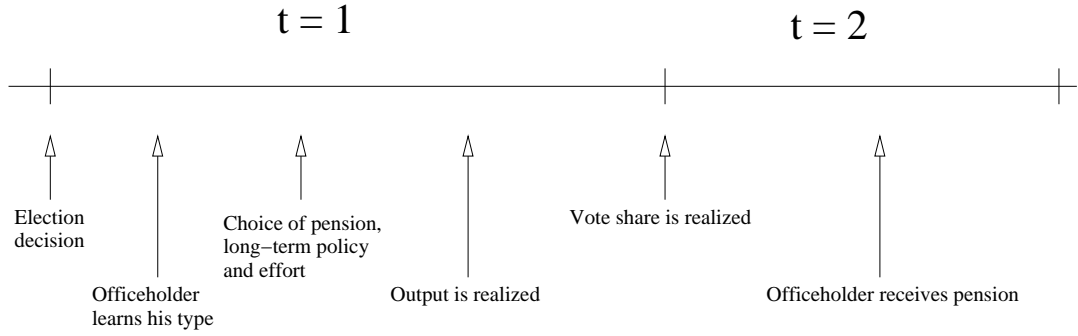 t = 1
t = 2
Election
decision
Officeholder
learns his type
Choice of pension,
long−term policy
and effort
Output is realized
Vote share is realized
Officeholder receives pension